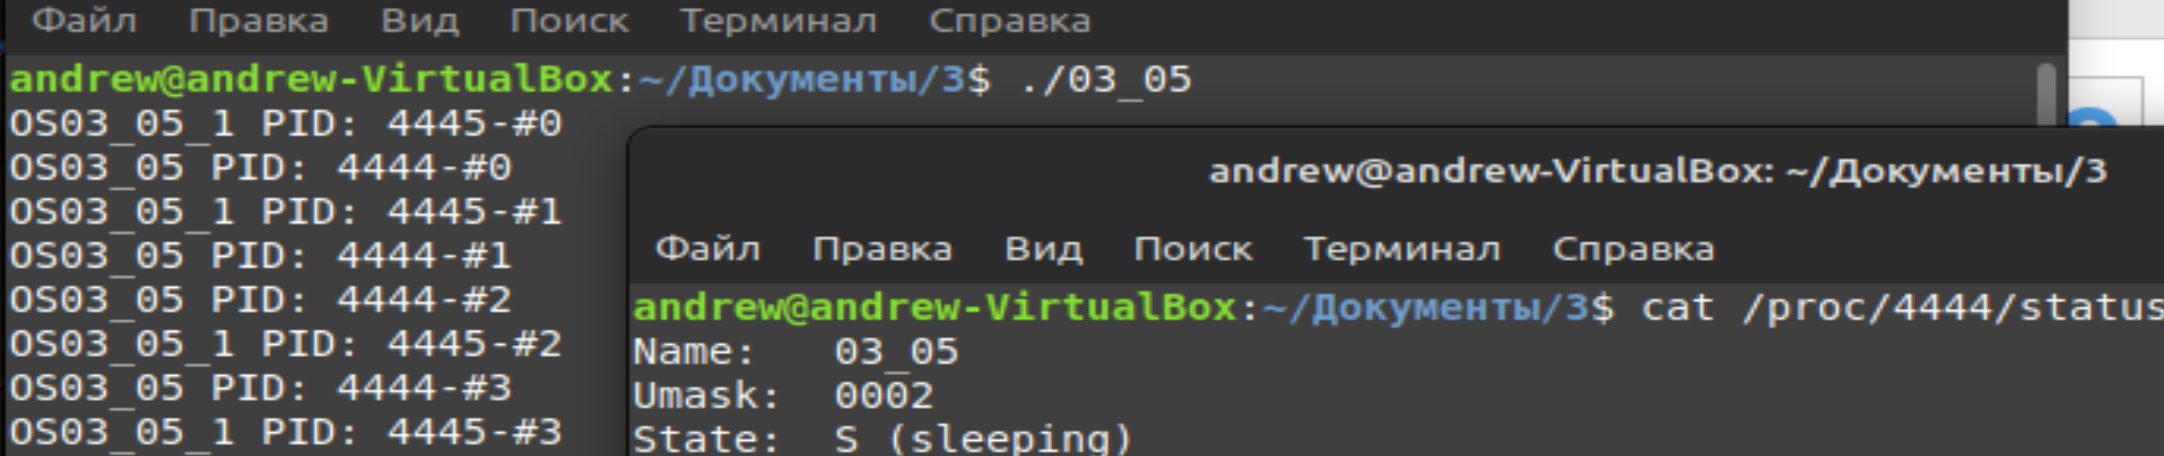 Файл Правка Вид Поиск Терминал Справка
andrew@andrew-VirtualBox:~/Документы/3$ ./03_05
OS03_05_1 PID: 4445-#0
OS03_05 PID: 4444-#0
OS03_05_1 PID: 4445-#1
OS03_05 PID: 4444-#1
OS03_05 PID: 4444-#2
OS03_05_1 PID: 4445-#2
OS03_05 PID: 4444-#3
OS03_05_1 PID: 4445-#3
andrew@andrew-VirtualBox: ~/Документы/3
Файл Правка Вид Поиск Терминал Справка
andrew@andrew-VirtualBox:~/Документы/3$ cat /proc/4444/status
Name: 03_05
Umask: 0002
State: S (sleeping)